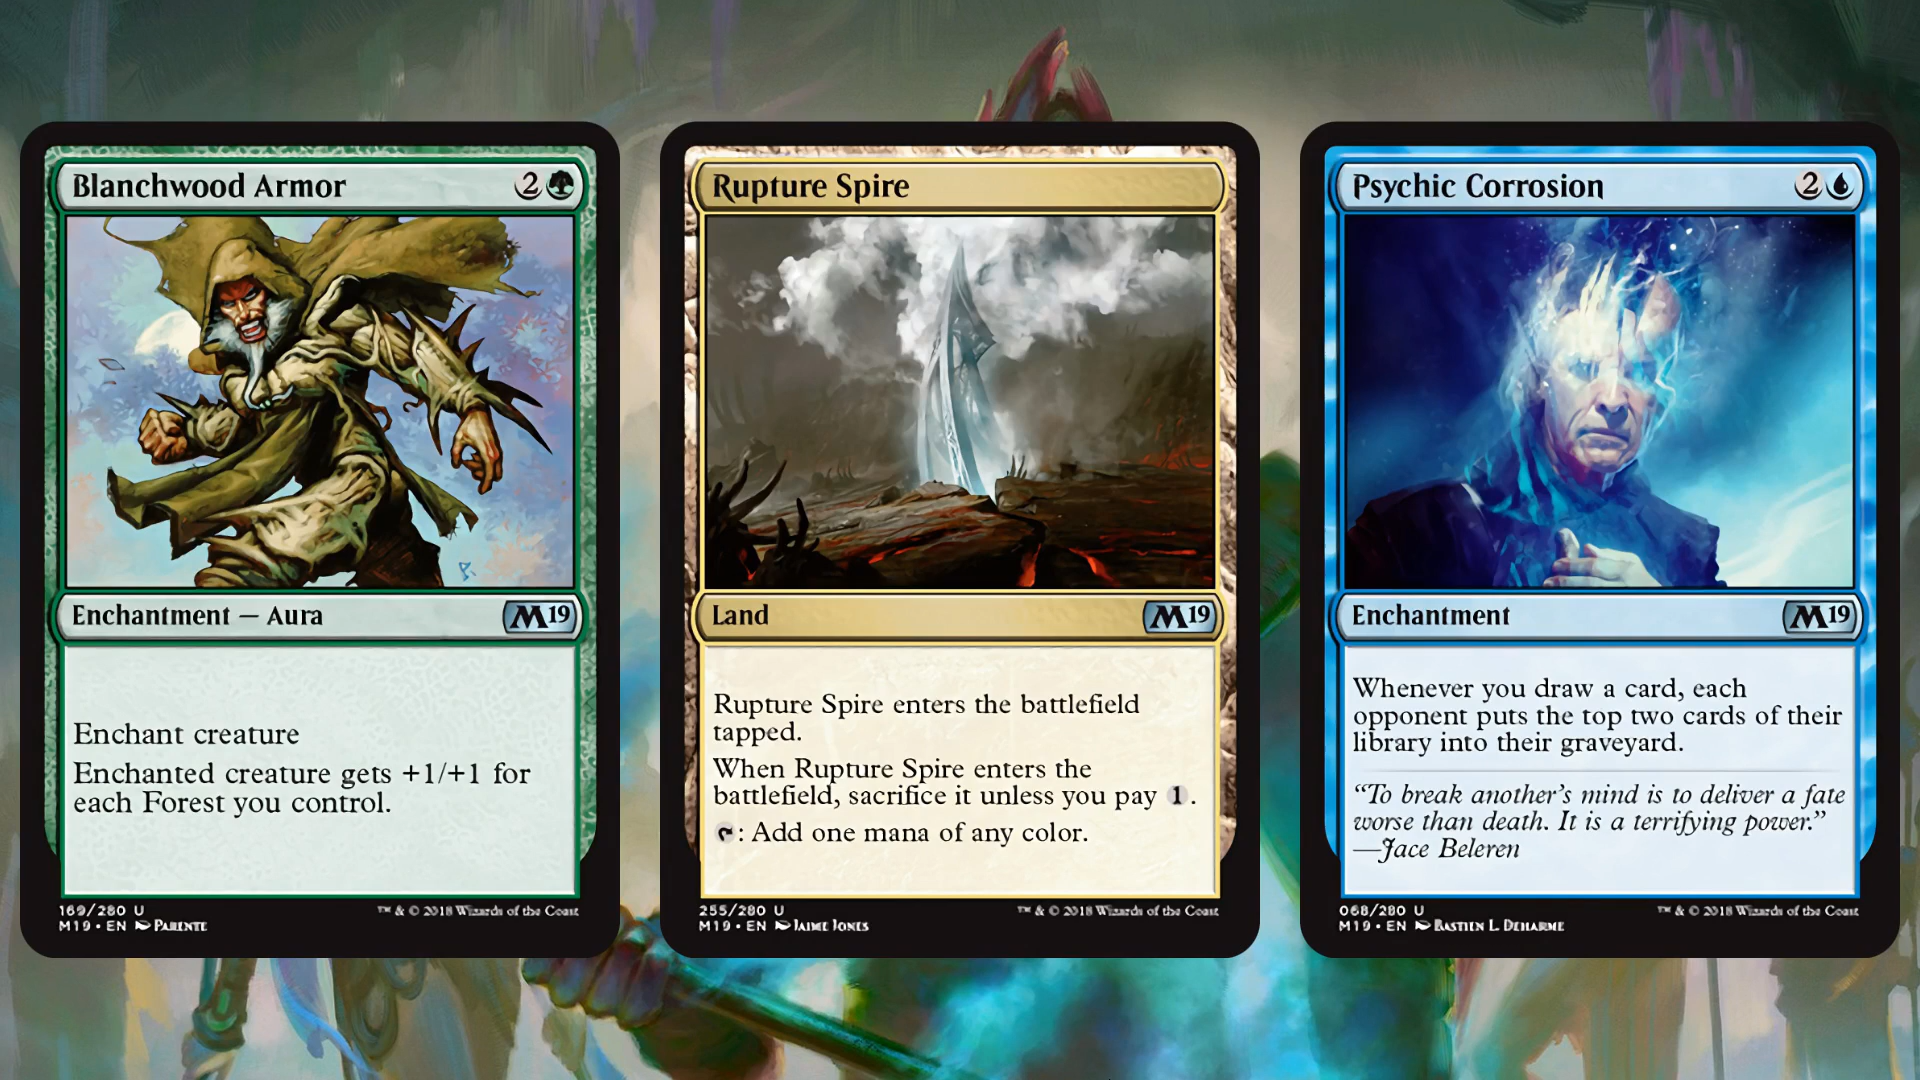 Blanchwood Armor 2
Enchantment — Aura M19
Enchant creature
Enchanted creature gets +1/+1 for
each Forest you control.
169/280 U ™ & © 2018 Wizards of the Coast
M19 • EN Parente
Rupture Spire
Land M19
Rupture Spire enters the battlefield
tapped.
When Rupture Spire enters the
battlefield, sacrifice it unless you pay 1.
: Add one mana of any color.
255/280 U ™ & © 2018 Wizards of the Coast
M19 • EN Jaime Jones
Psychic Corrosion 2
Enchantment M19
Whenever you draw a card, each
opponent puts the top two cards of their
library into their graveyard.
“To break another’s mind is to deliver a fate
worse than death. It is a terrifying power.”
—Jace Beleren
068/280 U ™ & © 2018 Wizards of the Coast
M19 • EN Bastien L. Deharme